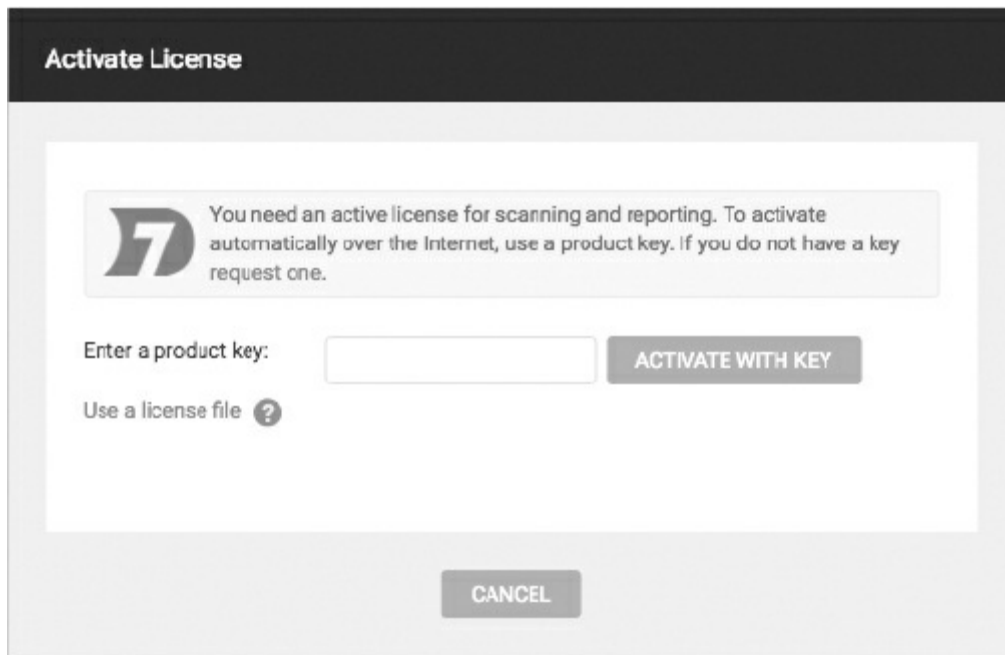 Activate License
7
You need an active license for scanning and reporting. To activate
automatically over the Internet, use a product key. If you do not have a key
request one.
Enter a product key:
ACTIVATE WITH KEY
Use a license file ?
CANCEL